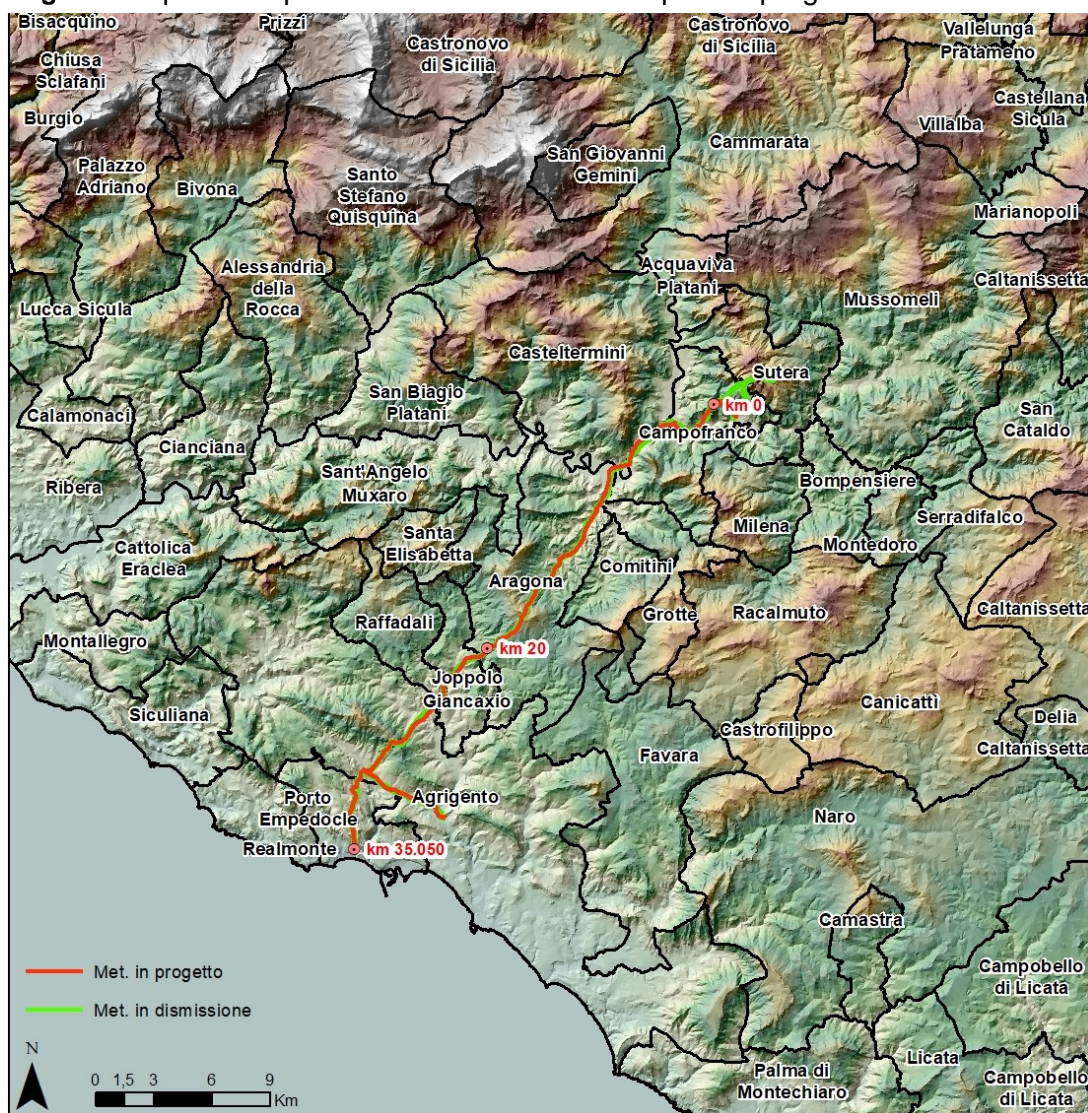 Bisacquino
Prizzi
Castronovo
di Sicilia
Castronovo
di Sicilia
Vallelunga
Pratameno
Chiusa
Sclafani
Castellana
Sicula
Burgio
Villalba
Cammarata
San Giovanni
Gemini
Palazzo
Adriano
Bivona
Santo
Stefano
Quisquina
Marianopoli
Alessandria
della
Rocca
Acquaviva
Platani
Caltanissetta
Lucca Sicula
Mussomeli
Casteltermini
Sutera
San Biagio
Platani
km 0
Calamonaci
Campofranco
San
Cataldo
Cianciana
Sant'Angelo
Muxaro
Ribera
Bompensiere
Serradifalco
Santa
Elisabetta
Milena
Montedoro
Cattolica
Eraclea
Comitini
Aragona
Grotte
Racalmuto
Caltanissetta
Raffadali
Montallegro
km 20
Joppolo
Giancaxio
Siculiana
Canicattì
Castrofilippo
Delia
Favara
Caltanissetta
Porto
Empedocle
Agrigento
Naro
Realmonte
km 35.050
Camastra
Met. in progetto
Campobello
di Licata
Met. in dismissione
N
Licata
0 1,5 3 6 9
Km
Palma di
Montechiaro
Campobello
di Licata